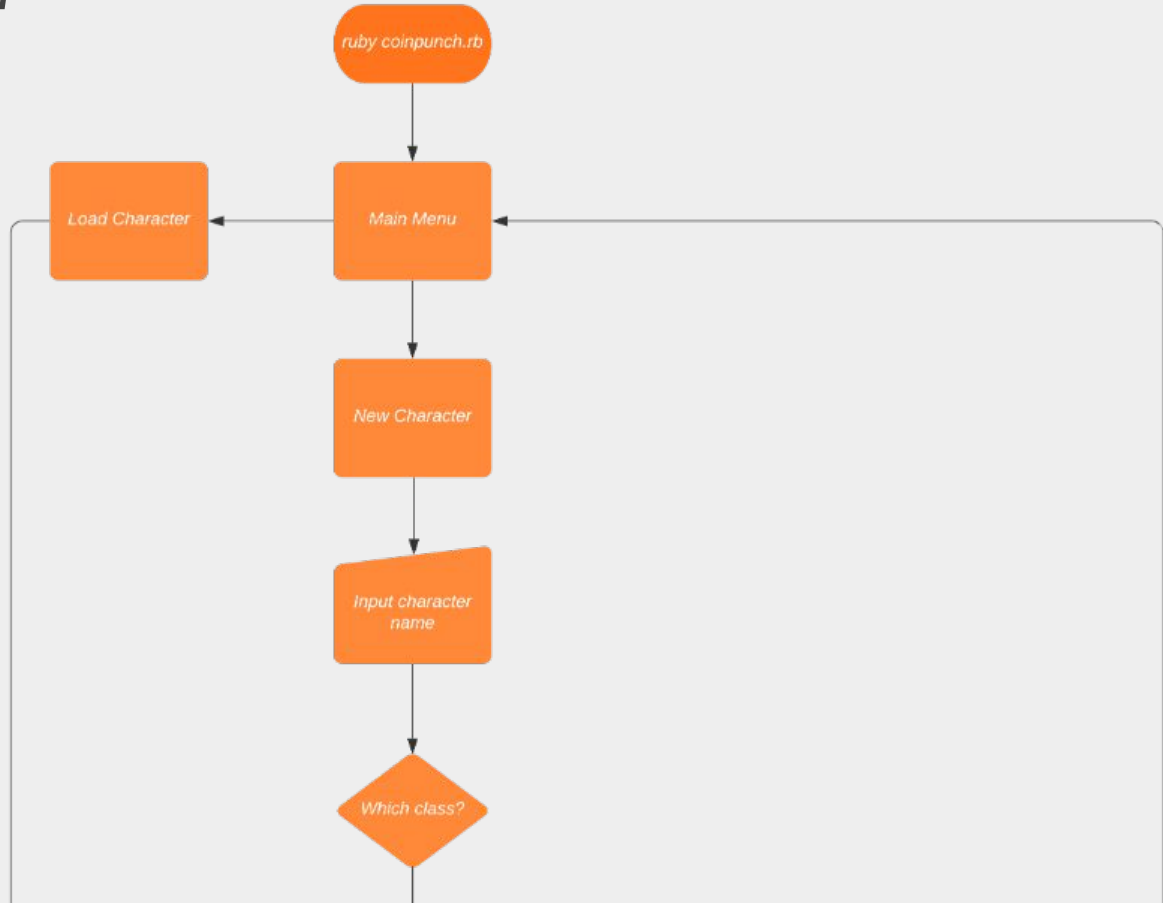 ruby coinpunch.rb
Load Character
Main Menu
New Character
Input character
name
Which class?